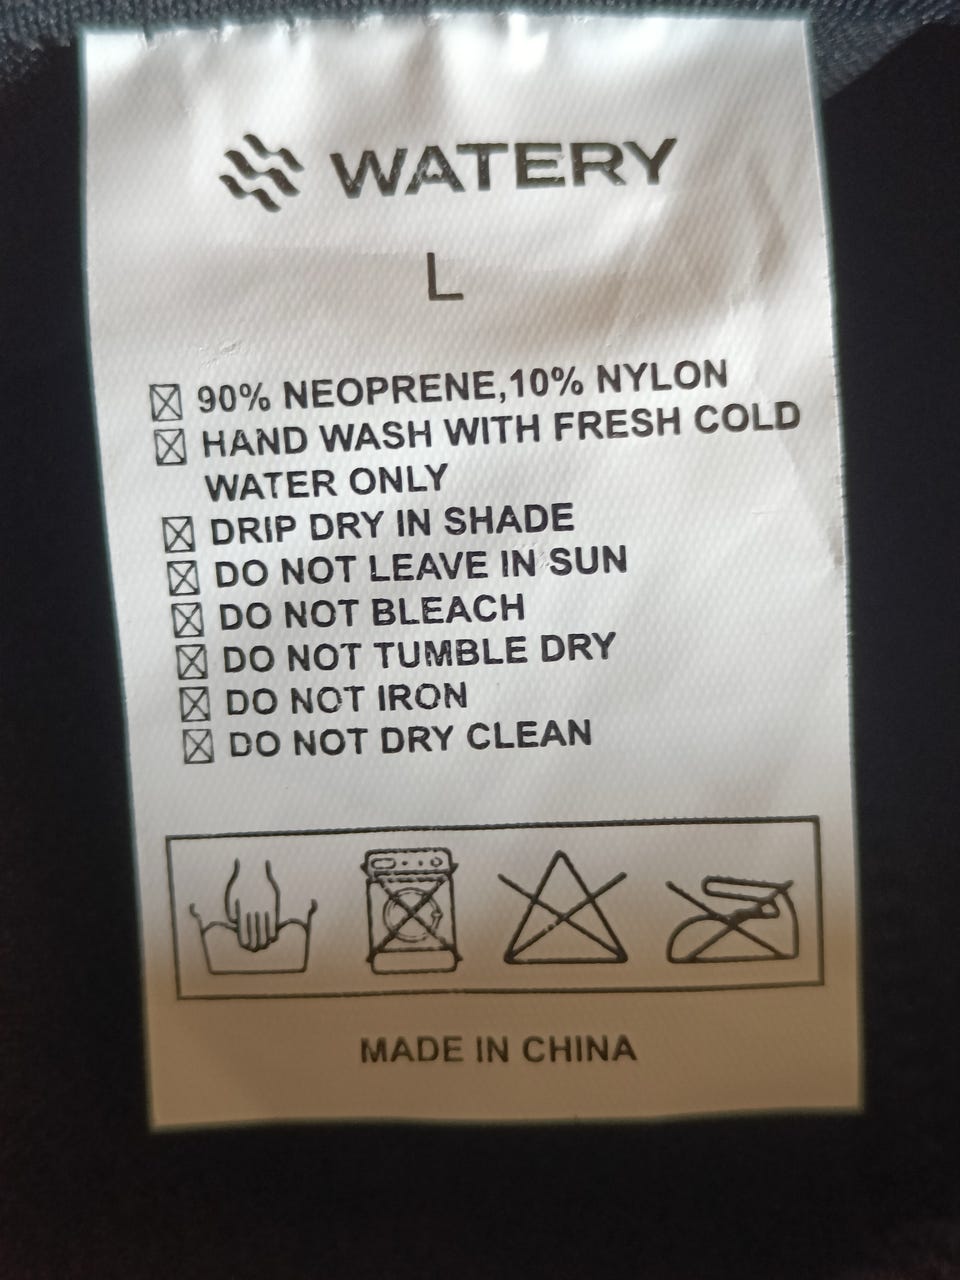 WATERY
L
90% NEOPRENE,10% NYLON
HAND WASH WITH FRESH COLD
WATER ONLY
DRIP DRY IN SHADE
DO NOT LEAVE IN SUN
DO NOT BLEACH
DO NOT TUMBLE DRY
DO NOT IRON
DO NOT DRY CLEAN
MADE IN CHINA